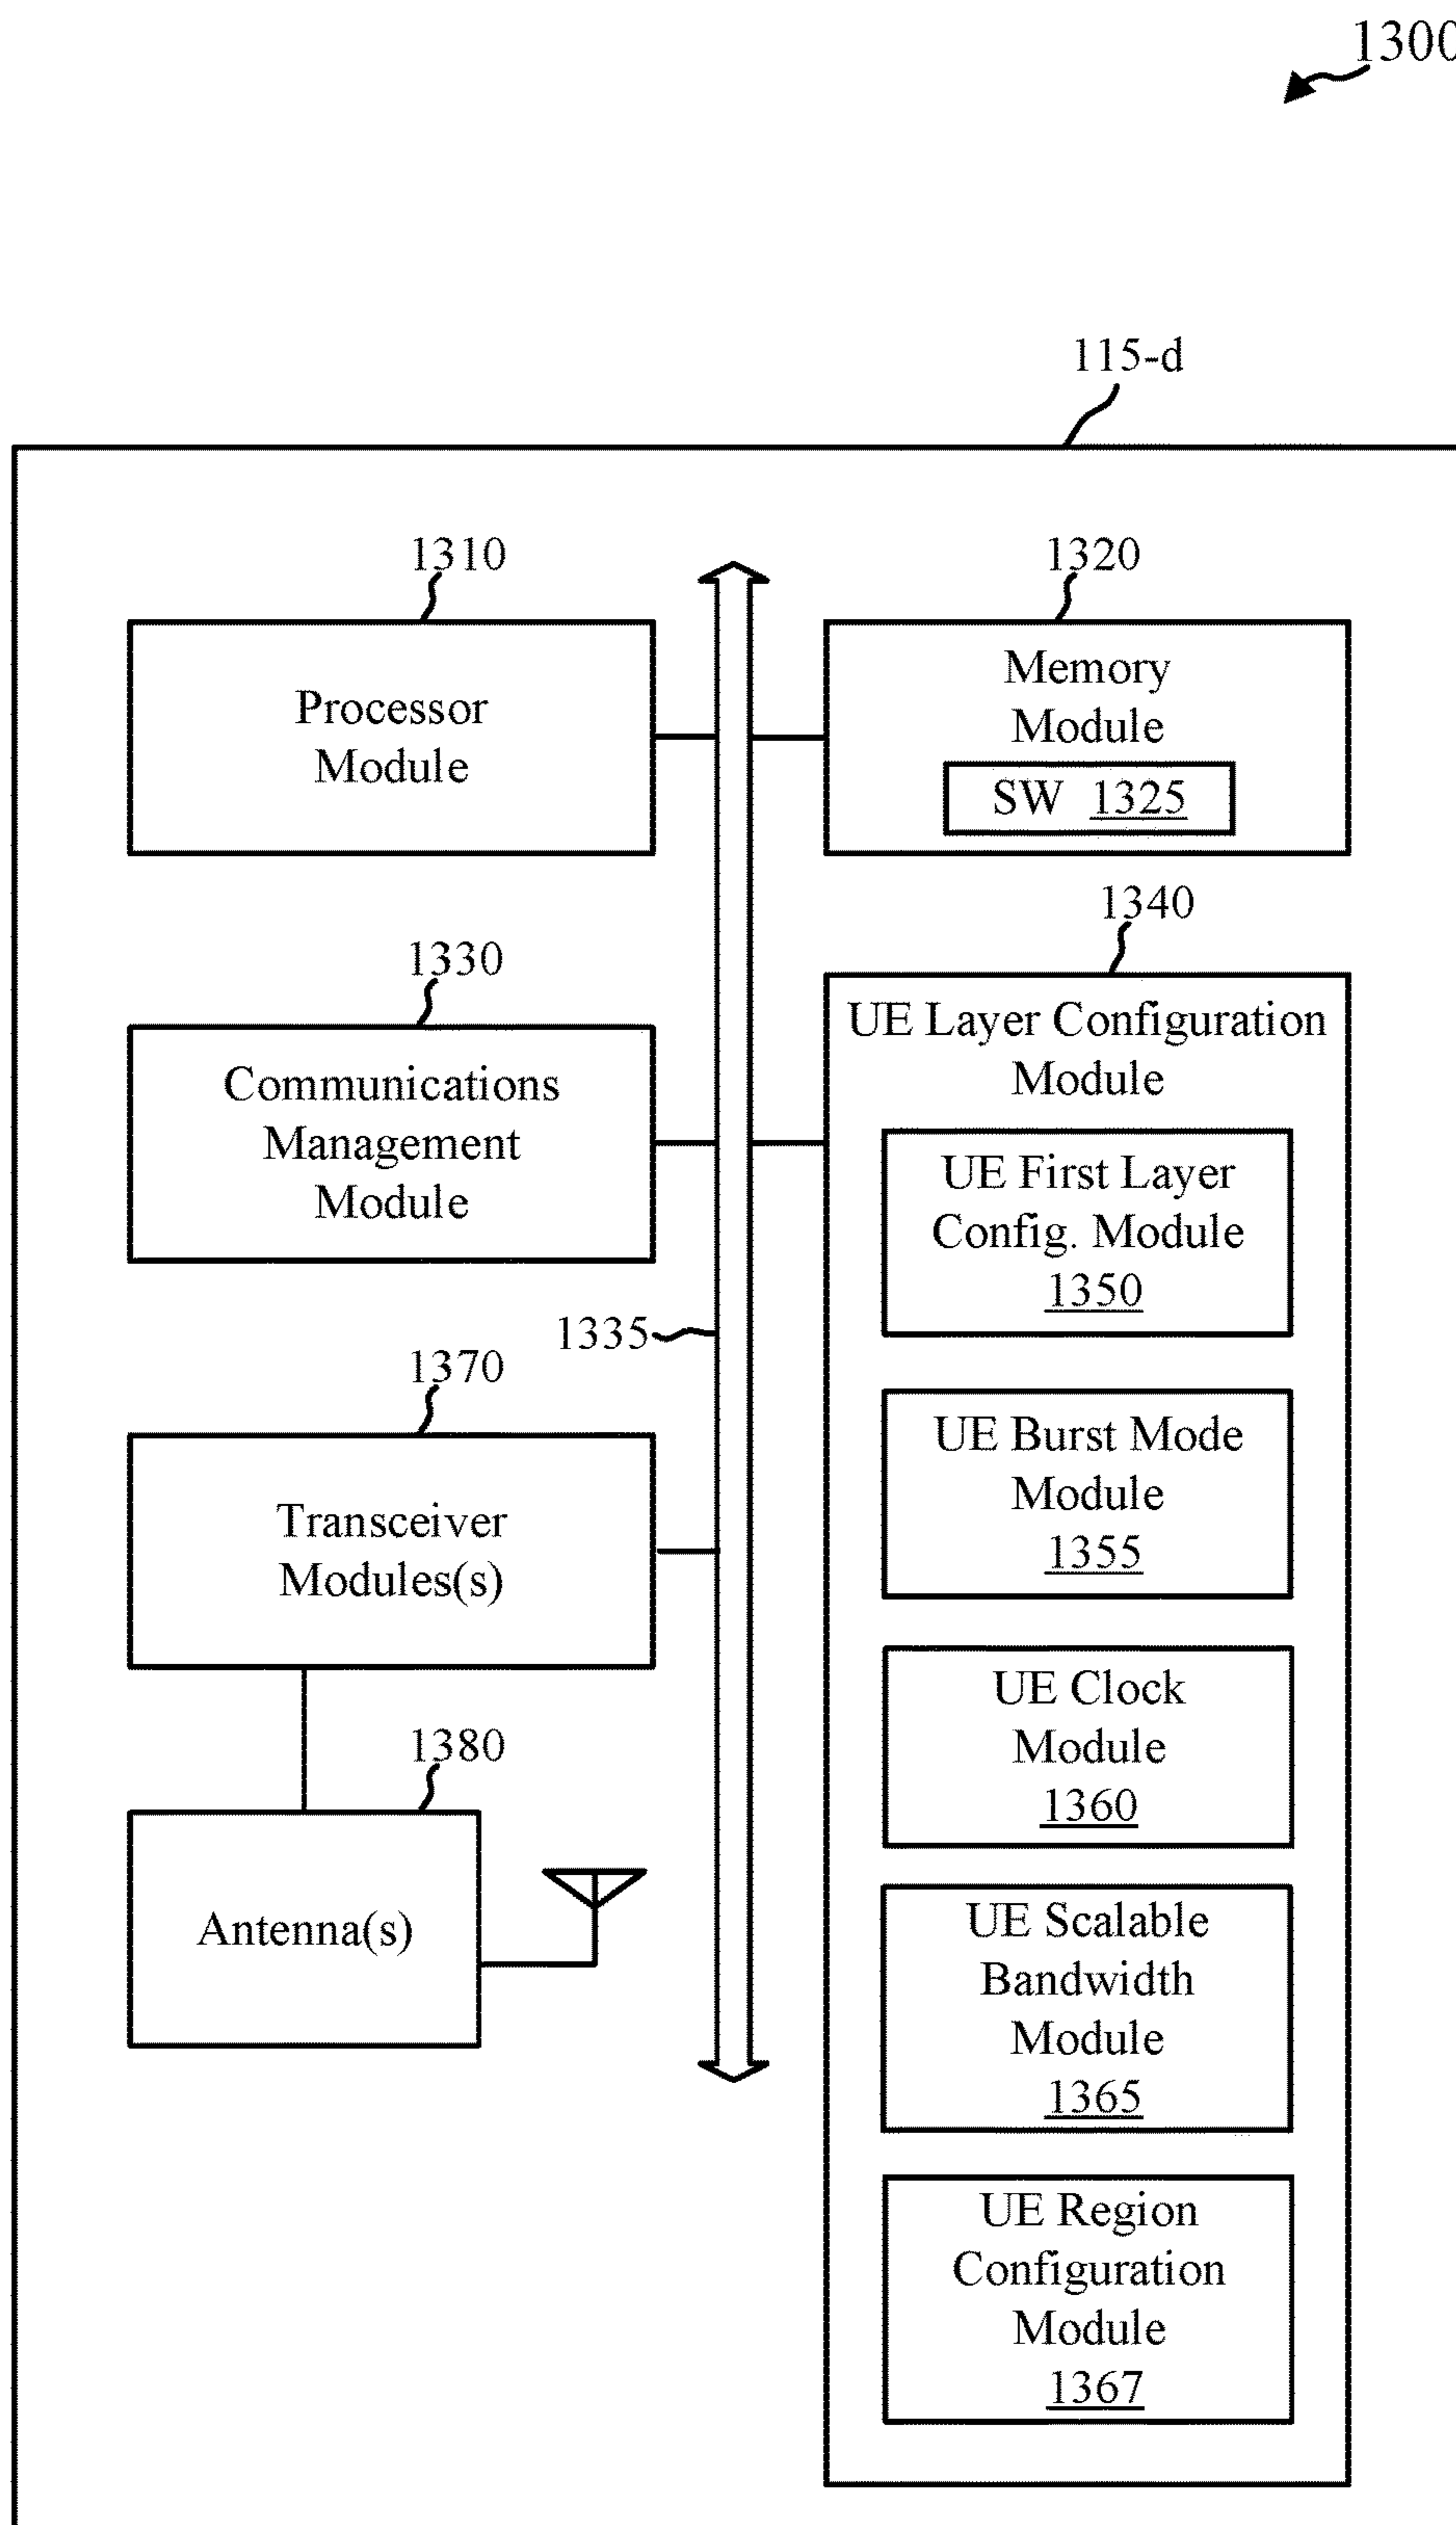 1300
115-d
1310
Processor
Module
1320
Memory
Module
SW 1325
1330
Communications
Management
Module
1335
1340
UE Layer Configuration
Module
UE First Layer
Config. Module
1350
UE Burst Mode
Module
1355
UE Clock
Module
1360
UE Scalable
Bandwidth
Module
1365
UE Region
Configuration
Module
1367
1370
Transceiver
Modules(s)
1380
Antenna(s)